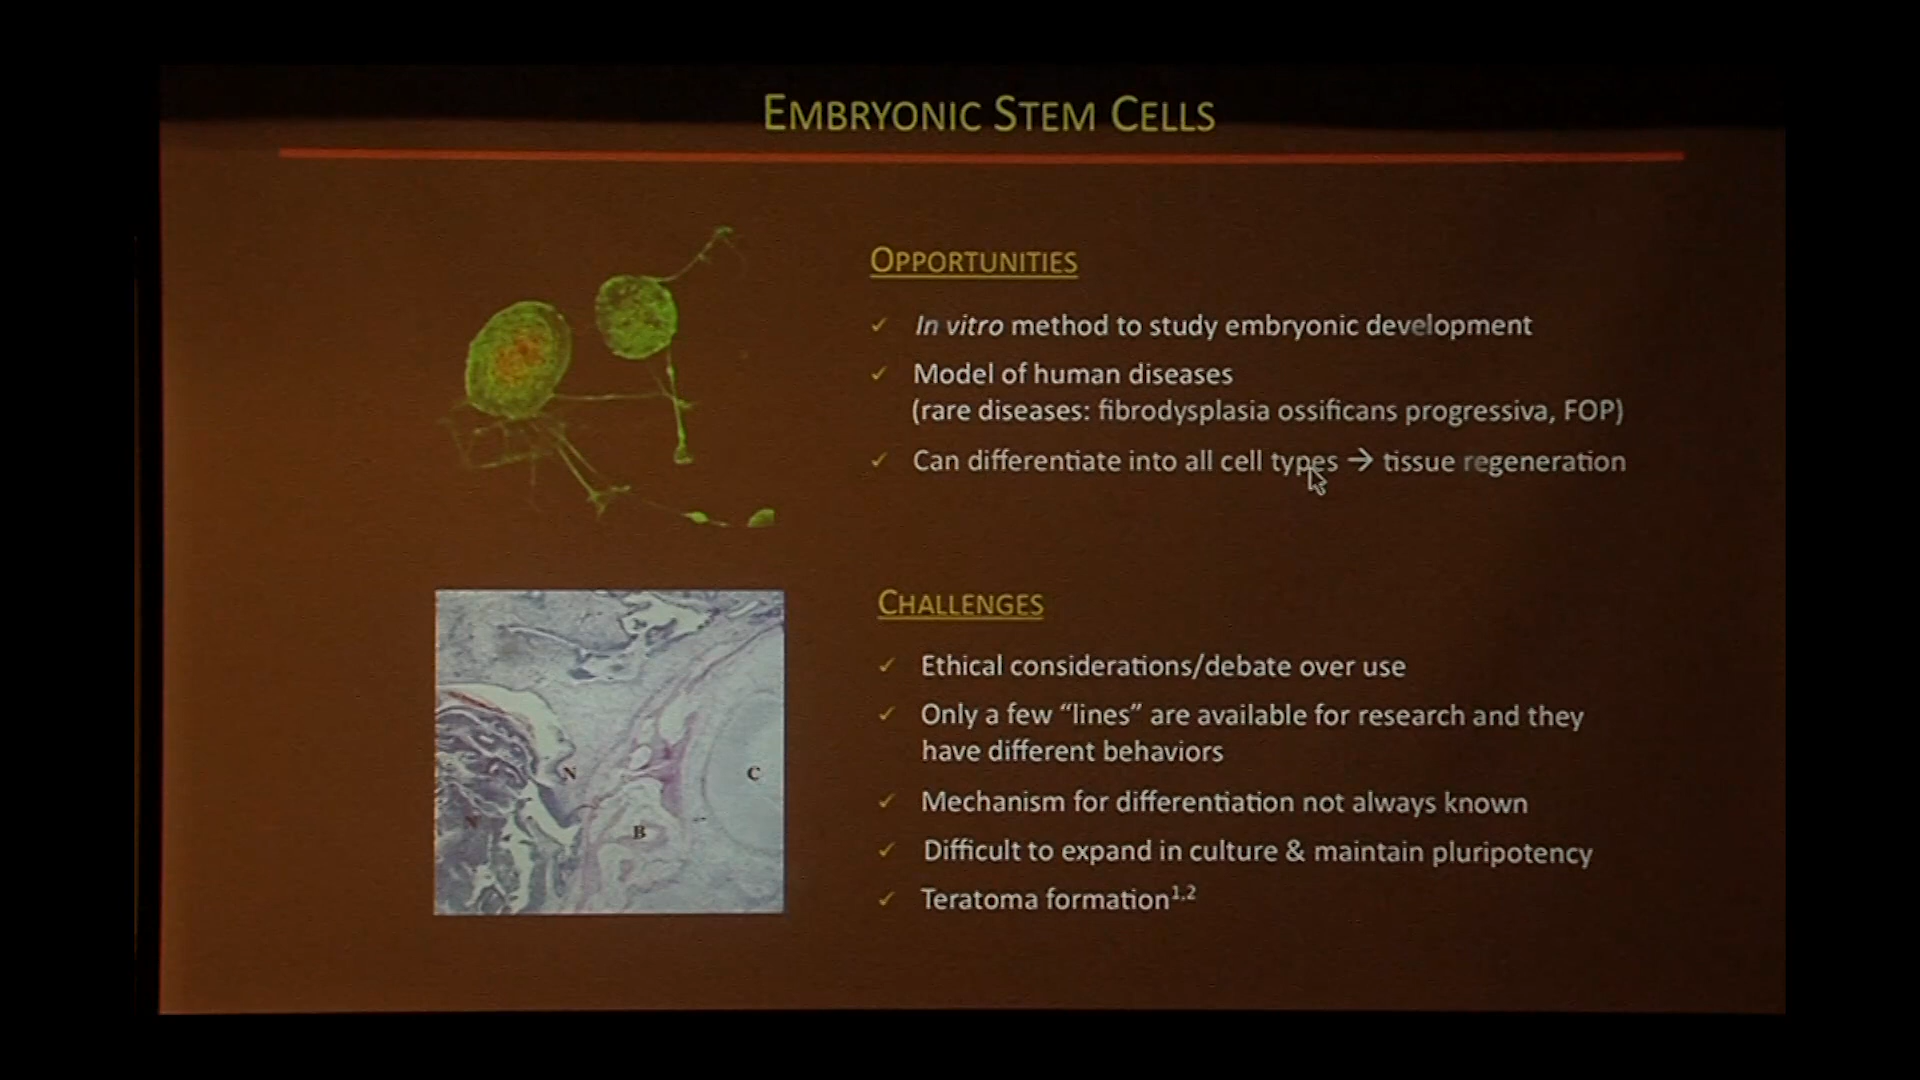 EMBRYONIC STEM CELLS
OPPORTUNITIES
✓ In vitro method to study embryonic development
✓ Model of human diseases
(rare diseases: fibrodysplasia ossificans progressiva, FOP)
✓ Can differentiate into all cell types → tissue regeneration
CHALLENGES
✓ Ethical considerations/debate over use
✓ Only a few “lines” are available for research and they
have different behaviors
✓ Mechanism for differentiation not always known
✓ Difficult to expand in culture & maintain pluripotency
✓ Teratoma formation1,2
N
C
N
B